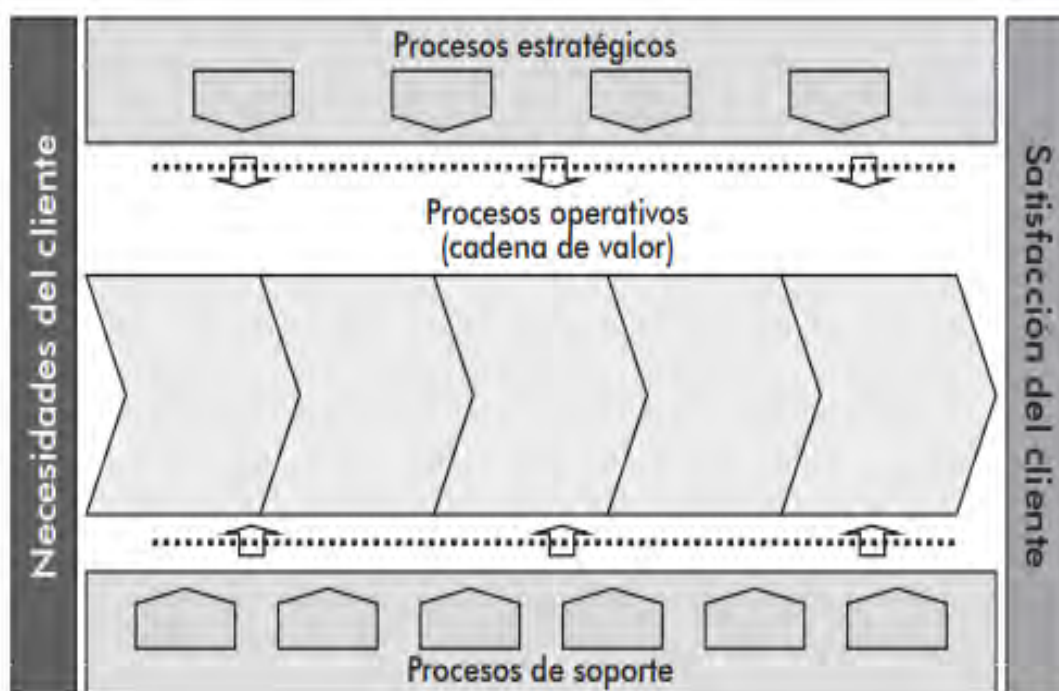 Necesidades del cliente
Procesos estratégicos
Procesos operativos
(cadena de valor)
Procesos de soporte
Satisfacción del cliente